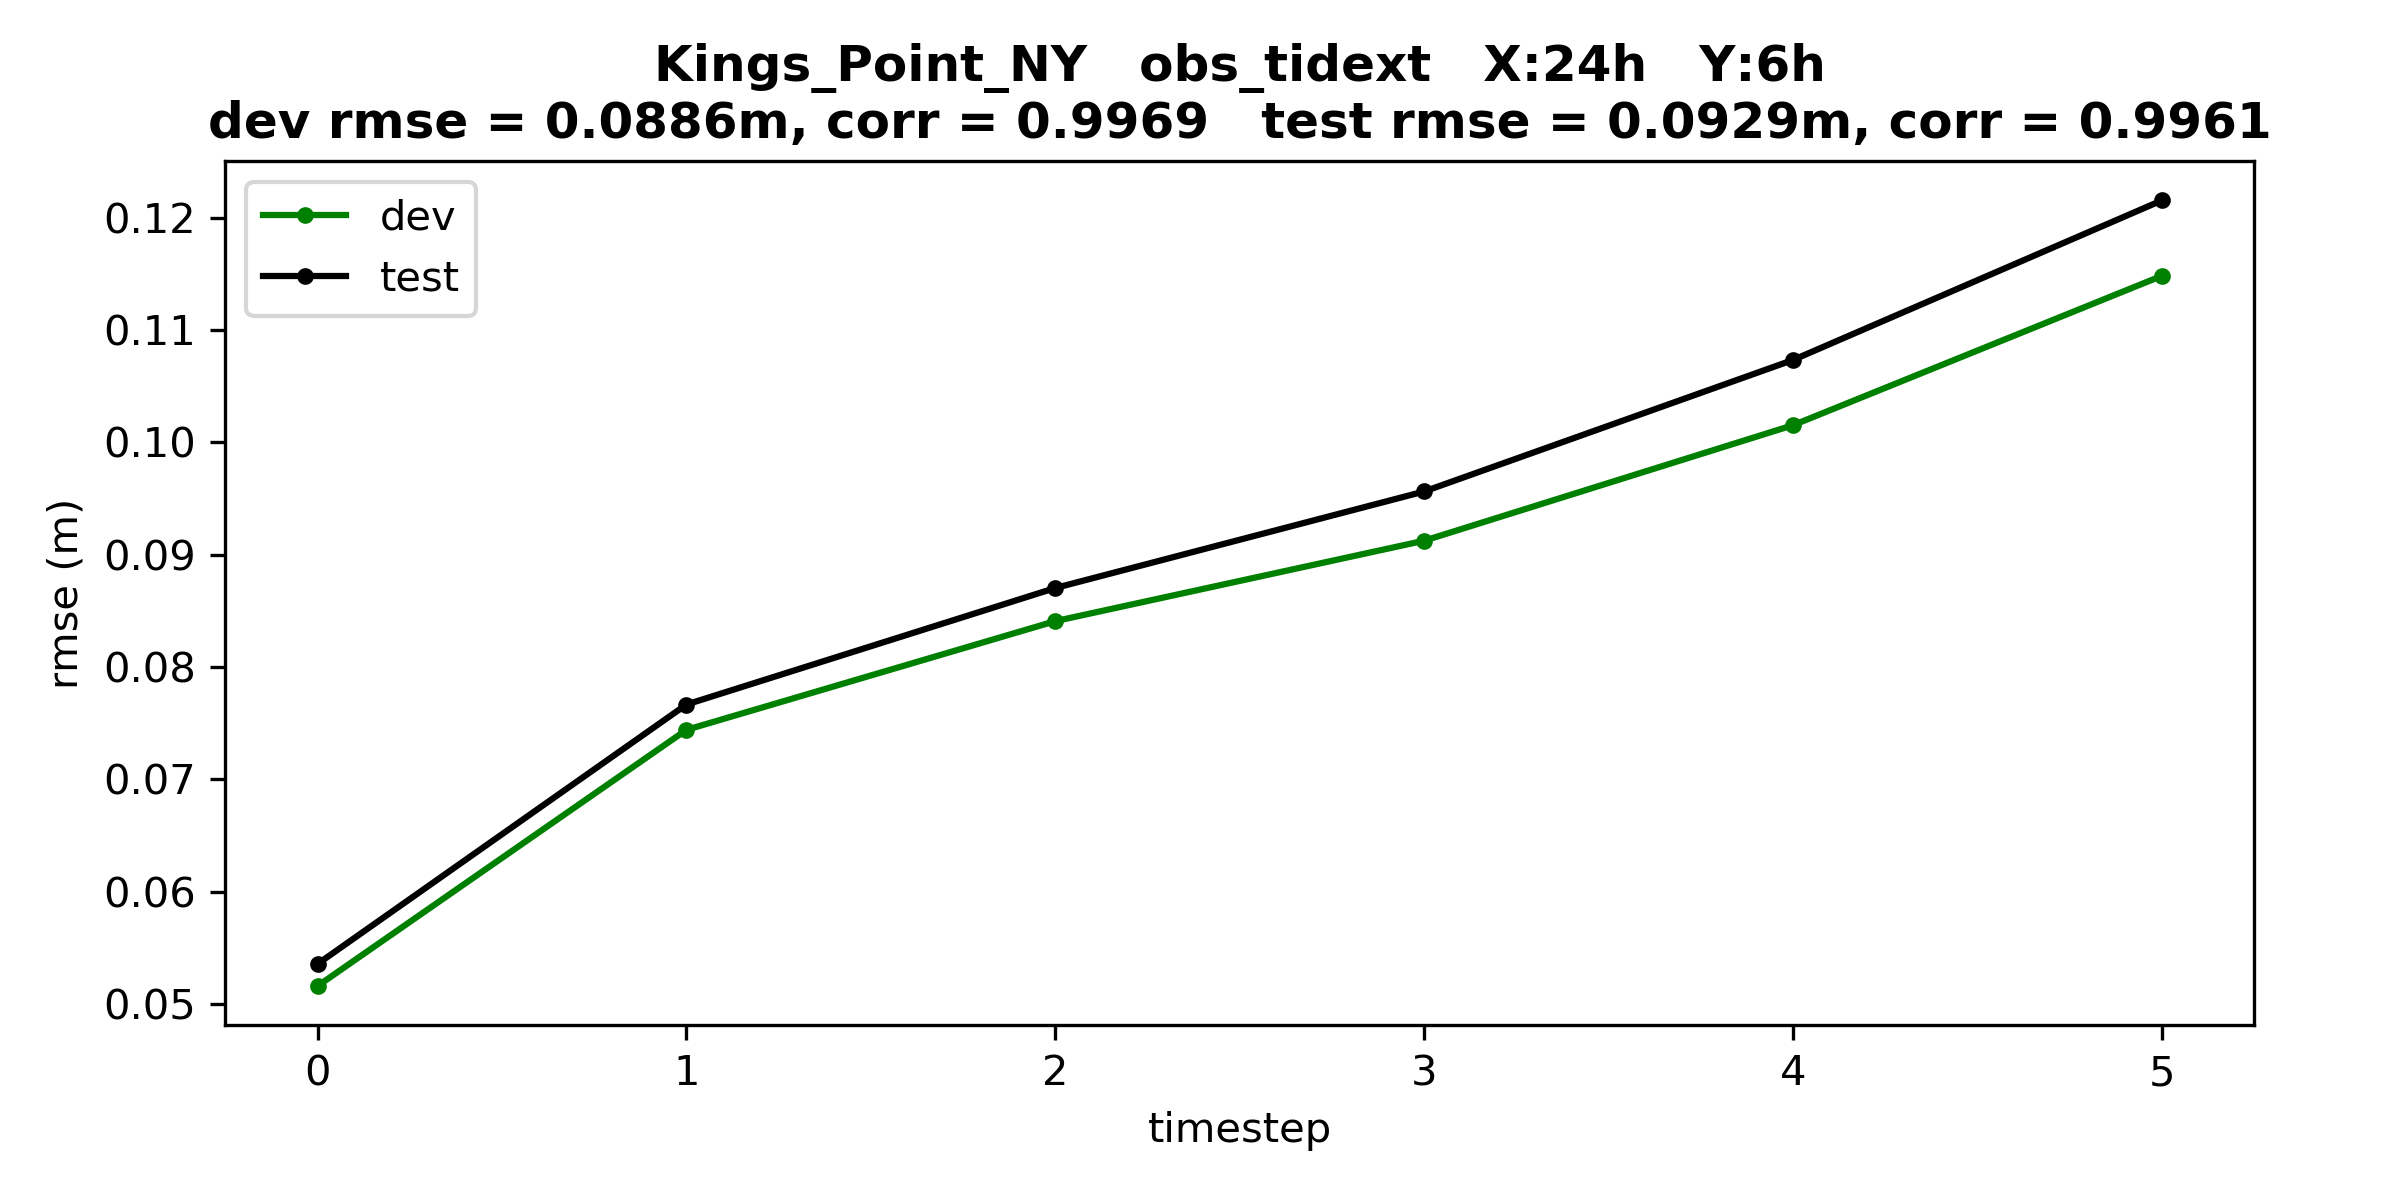 Kings_Point_NY   obs_tidext   X:24h   Y:6h
dev rmse = 0.0886m, corr = 0.9969   test rmse = 0.0929m, corr = 0.9961
dev
test
0.12
0.11
0.10
0.09
0.08
0.07
0.06
0.05
rmse (m)
0 1 2 3 4 5
timestep